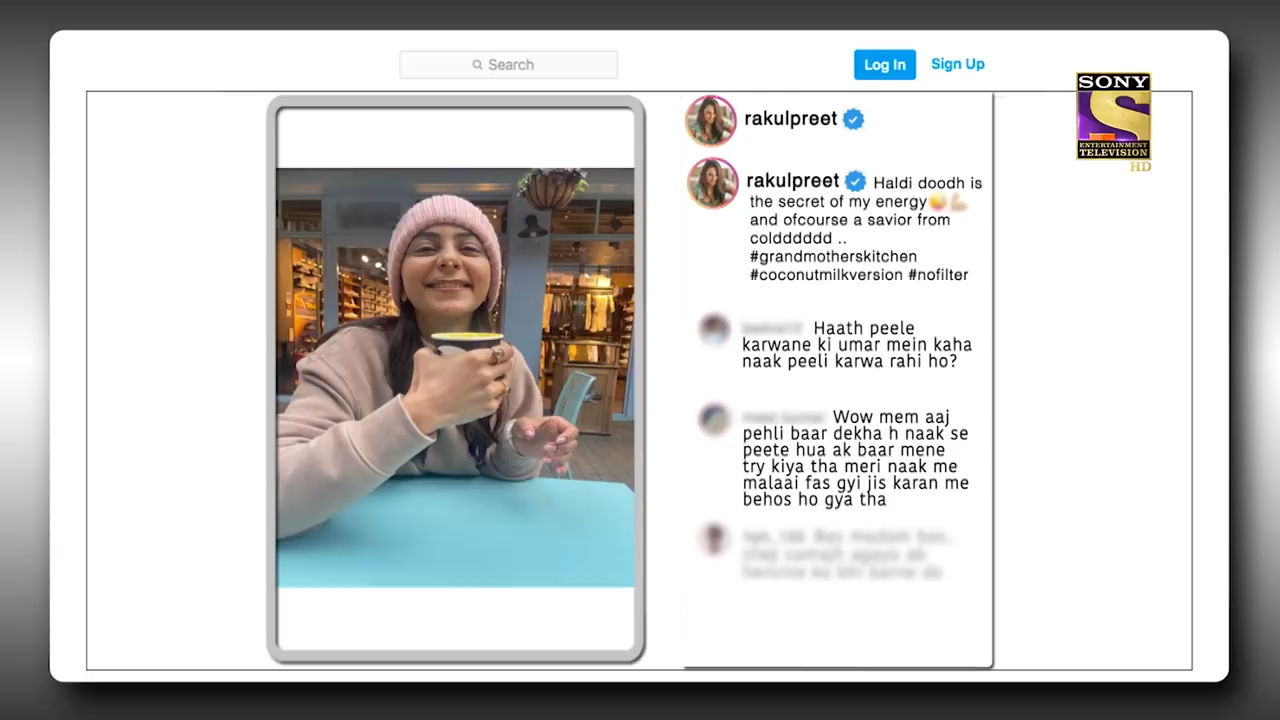 Search
Log In
Sign Up
SONY
ENTERTAINMENT
TELEVISION
HD
rakulpreet
rakulpreet Haldi doodh is
the secret of my energy😜💪🏼
and ofcourse a savior from
coldddddd ..
#grandmotherskitchen
#coconutmilkversion #nofilter
Haath peele
karwane ki umar mein kaha
naak peeli karwa rahi ho?
Wow mem aaj
pehli baar dekha h naak se
peete hua ak baar mene
try kiya tha meri naak me
malaai fas gyi jis karan me
behos ho gya tha